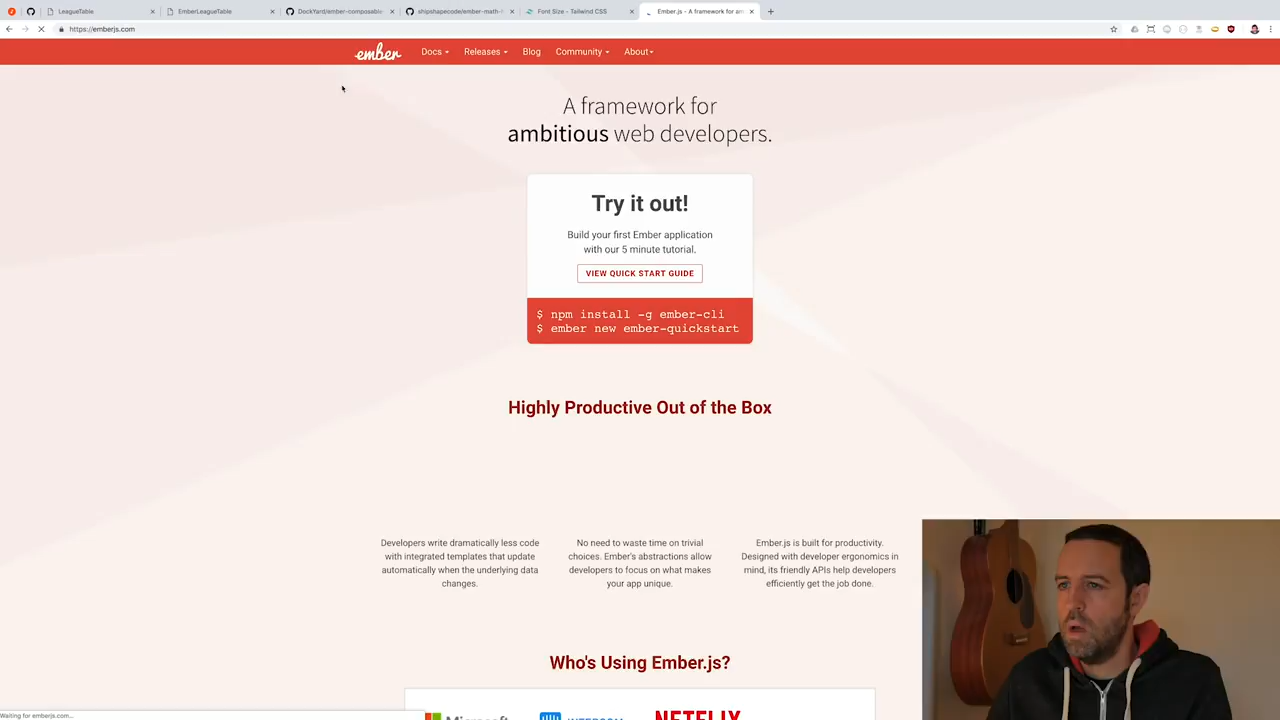 LeagueTable
EmberLeagueTable
DockYard/ember-composable
shipshapecode/ember-math-h
Font Size - Tailwind CSS
Ember.js - A framework for am
https://emberjs.com
ember
Docs
Releases
Blog
Community
About
A framework for
ambitious web developers.
Try it out!
Build your first Ember application
with our 5 minute tutorial.
VIEW QUICK START GUIDE
$ npm install -g ember-cli
$ ember new ember-quickstart
Highly Productive Out of the Box
Developers write dramatically less code
with integrated templates that update
automatically when the underlying data
changes.
No need to waste time on trivial
choices. Ember's abstractions allow
developers to focus on what makes
your app unique.
Ember.js is built for productivity.
Designed with developer ergonomics in
mind, its friendly APIs help developers
efficiently get the job done.
Who's Using Ember.js?
Microsoft
INTERCOM
NETFLIX
Waiting for emberjs.com...